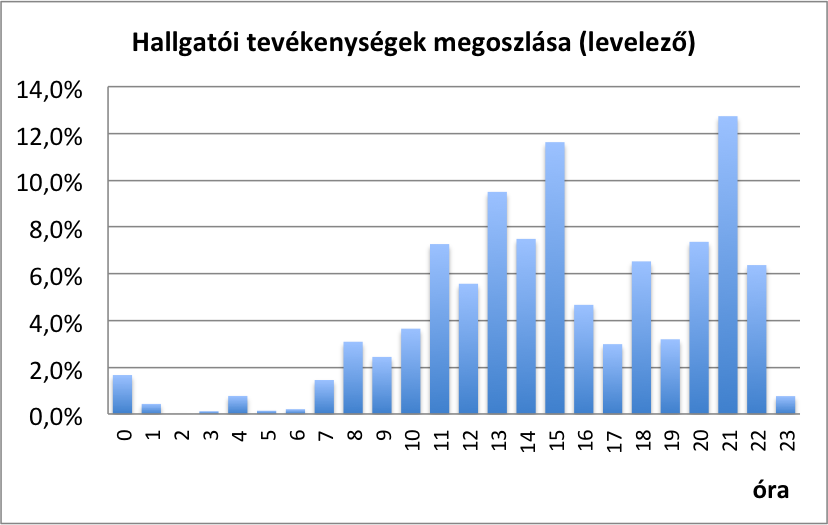 Hallgatói tevékenységek megoszlása (levelező)
14,0%
12,0%
10,0%
8,0%
6,0%
4,0%
2,0%
0,0%
0 1 2 3 4 5 6 7 8 9 10 11 12 13 14 15 16 17 18 19 20 21 22 23
óra